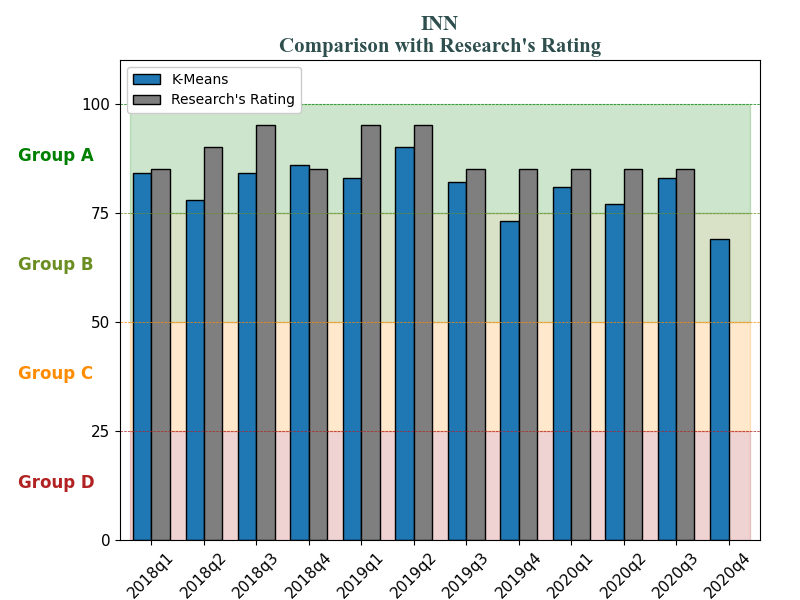 INN
Comparison with Research's Rating
K-Means
Research's Rating
100
Group A
75
Group B
50
Group C
25
Group D
0
2018q1
2018q2
2018q3
2018q4
2019q1
2019q2
2019q3
2019q4
2020q1
2020q2
2020q3
2020q4